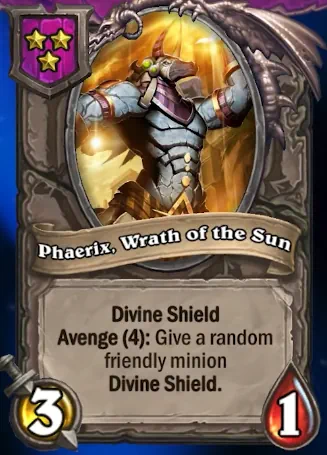 Phaerix, Wrath of the Sun
Divine Shield
Avenge (4): Give a random
friendly minion
Divine Shield.
3
1